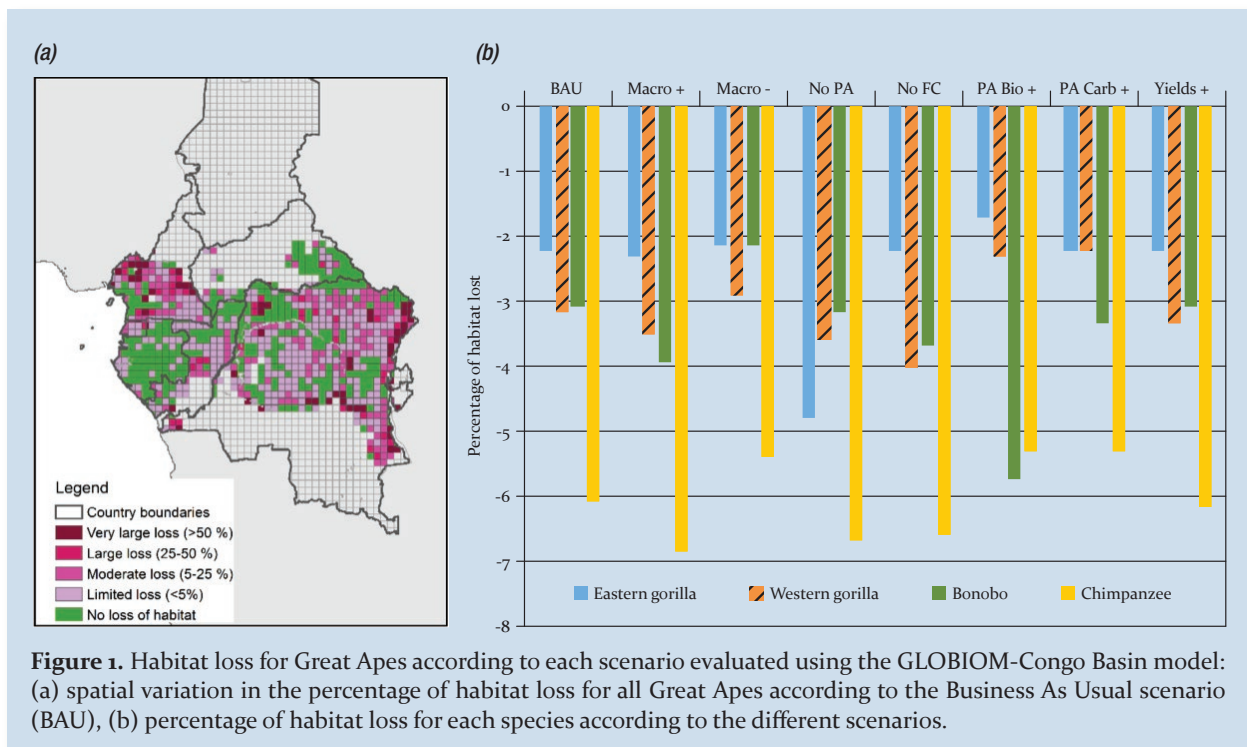 (a)
Legend
Country boundaries
Very large loss (>50 %)
Large loss (25-50 %)
Moderate loss (5-25 %)
Limited loss (<5%)
No loss of habitat
(b)
BAU Macro + Macro - No PA No FC PA Bio + PA Carb + Yields +
Percentage of habitat lost
0
-1
-2
-3
-4
-5
-6
-7
-8
Eastern gorilla Western gorilla Bonobo Chimpanzee
Figure 1. Habitat loss for Great Apes according to each scenario evaluated using the GLOBIOM-Congo Basin model:
(a) spatial variation in the percentage of habitat loss for all Great Apes according to the Business As Usual scenario
(BAU), (b) percentage of habitat loss for each species according to the different scenarios.